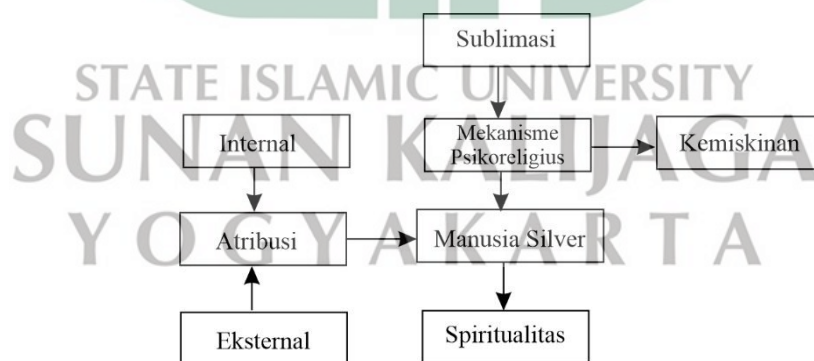 Sublimasi
STATE ISLAMIC UNIVERSITY
SUNAN KALIJAGA
YOGYAKARTA
Internal
Mekanisme
Psikoreligius
Kemiskinan
Atribusi
Manusia Silver
Eksternal
Spiritualitas